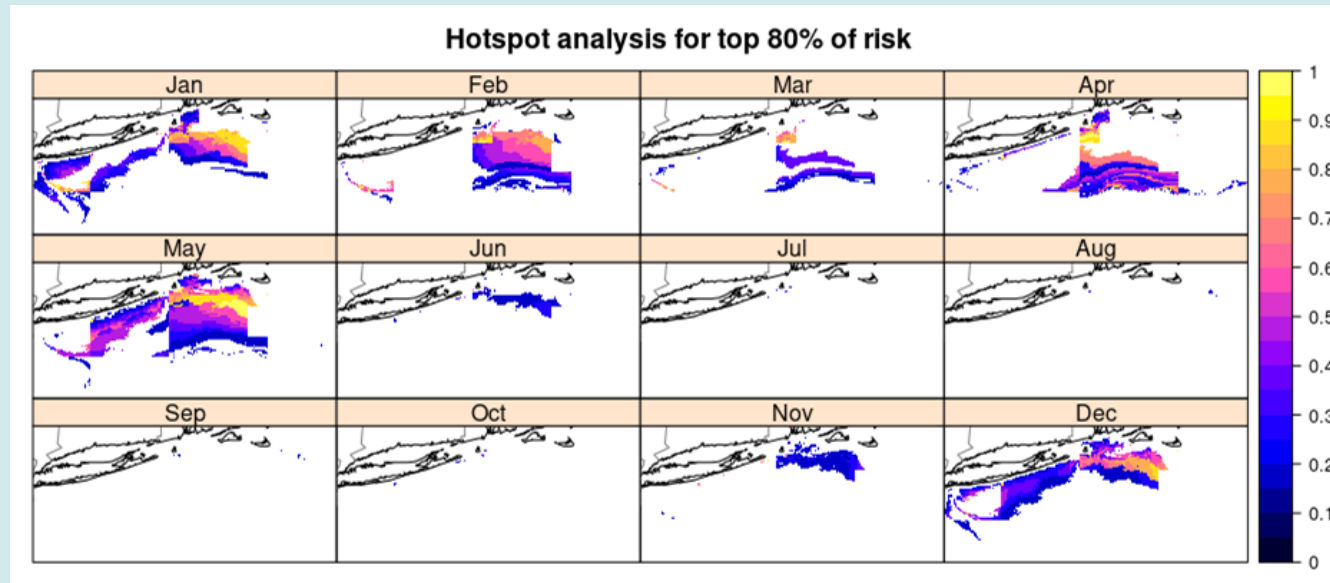 Hotspot analysis for top 80% of risk
Jan Feb Mar Apr
May Jun Jul Aug
Sep Oct Nov Dec
1
0.9
0.8
0.7
0.6
0.5
0.4
0.3
0.2
0.1
0